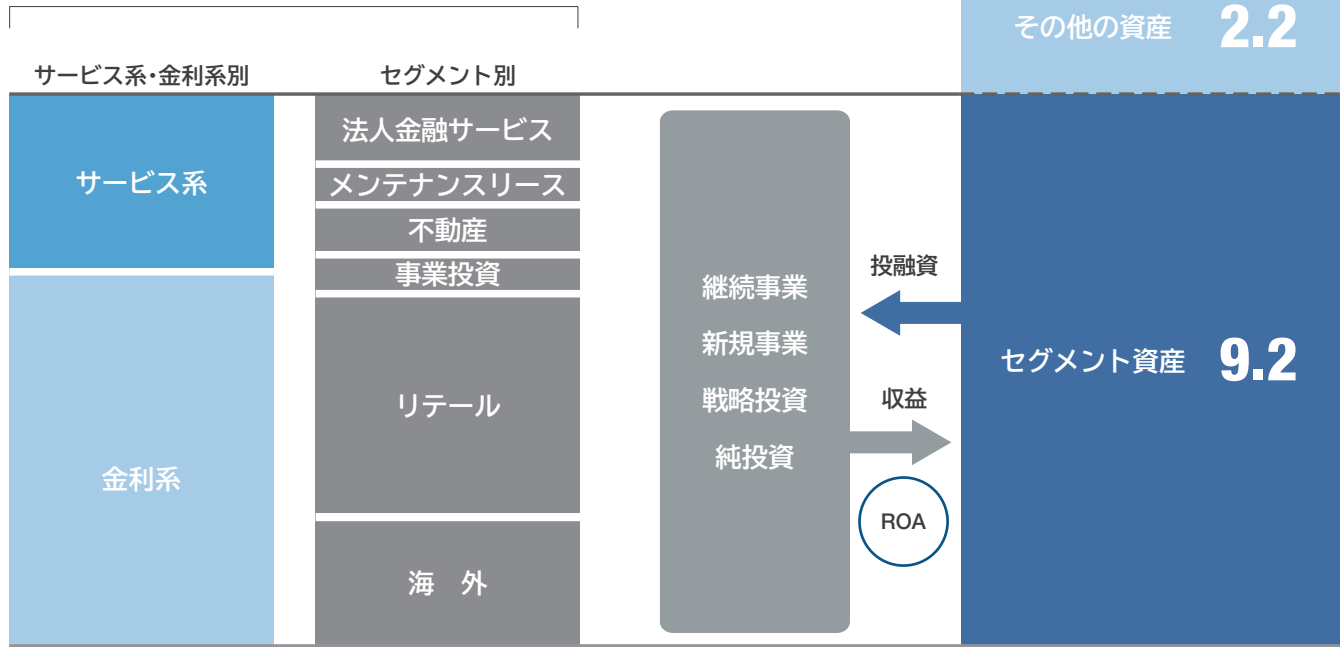 その他の資産 2.2
サービス系・金利系別
セグメント別
サービス系
金利系
法人金融サービス
メンテナンスリース
不動産
事業投資
リテール
海 外
継続事業
新規事業
戦略投資
純投資
投融資
収益
ROA
セグメント資産 9.2